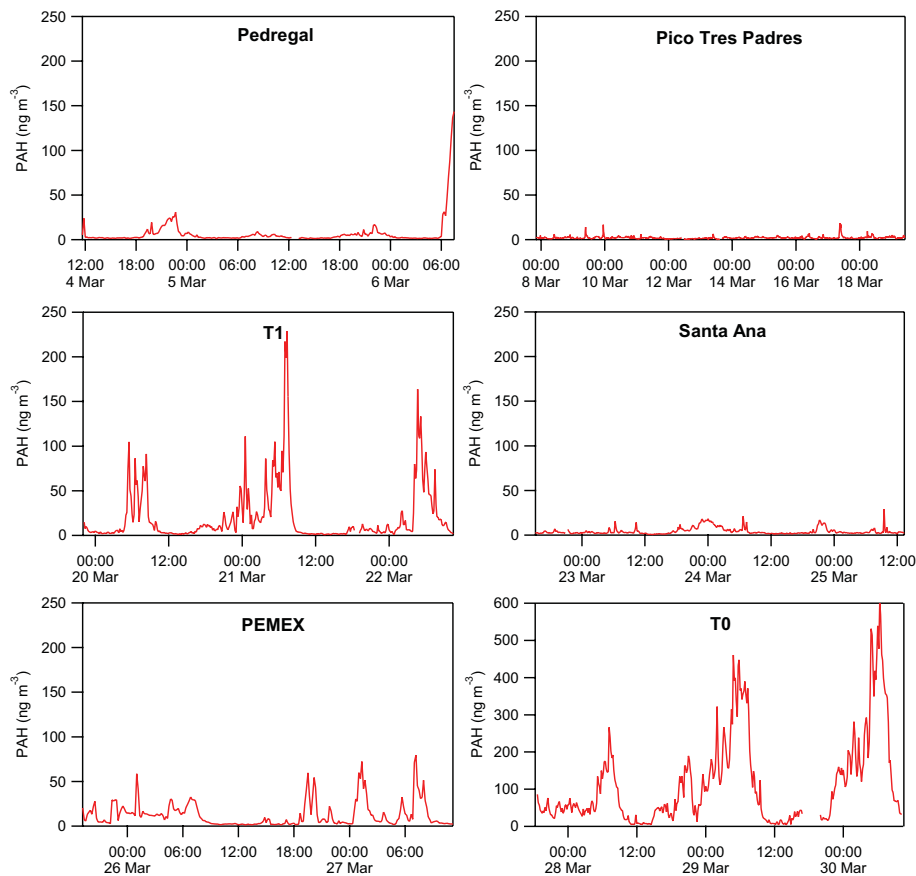 Pedregal
PAH (ng m⁻³)
250
200
150
100
50
0
12:00 18:00 00:00 06:00 12:00 18:00 00:00 06:00
4 Mar 5 Mar 6 Mar
Pico Tres Padres
PAH (ng m⁻³)
250
200
150
100
50
0
00:00 00:00 00:00 00:00 00:00 00:00
8 Mar 10 Mar 12 Mar 14 Mar 16 Mar 18 Mar
T1
PAH (ng m⁻³)
250
200
150
100
50
0
00:00 12:00 00:00 12:00 00:00
20 Mar 21 Mar 22 Mar
Santa Ana
PAH (ng m⁻³)
250
200
150
100
50
0
00:00 12:00 00:00 12:00 00:00 12:00
23 Mar 24 Mar 25 Mar
PEMEX
PAH (ng m⁻³)
250
200
150
100
50
0
00:00 06:00 12:00 18:00 00:00 06:00
26 Mar 27 Mar
T0
PAH (ng m⁻³)
600
500
400
300
200
100
0
00:00 12:00 00:00 12:00 00:00
28 Mar 29 Mar 30 Mar